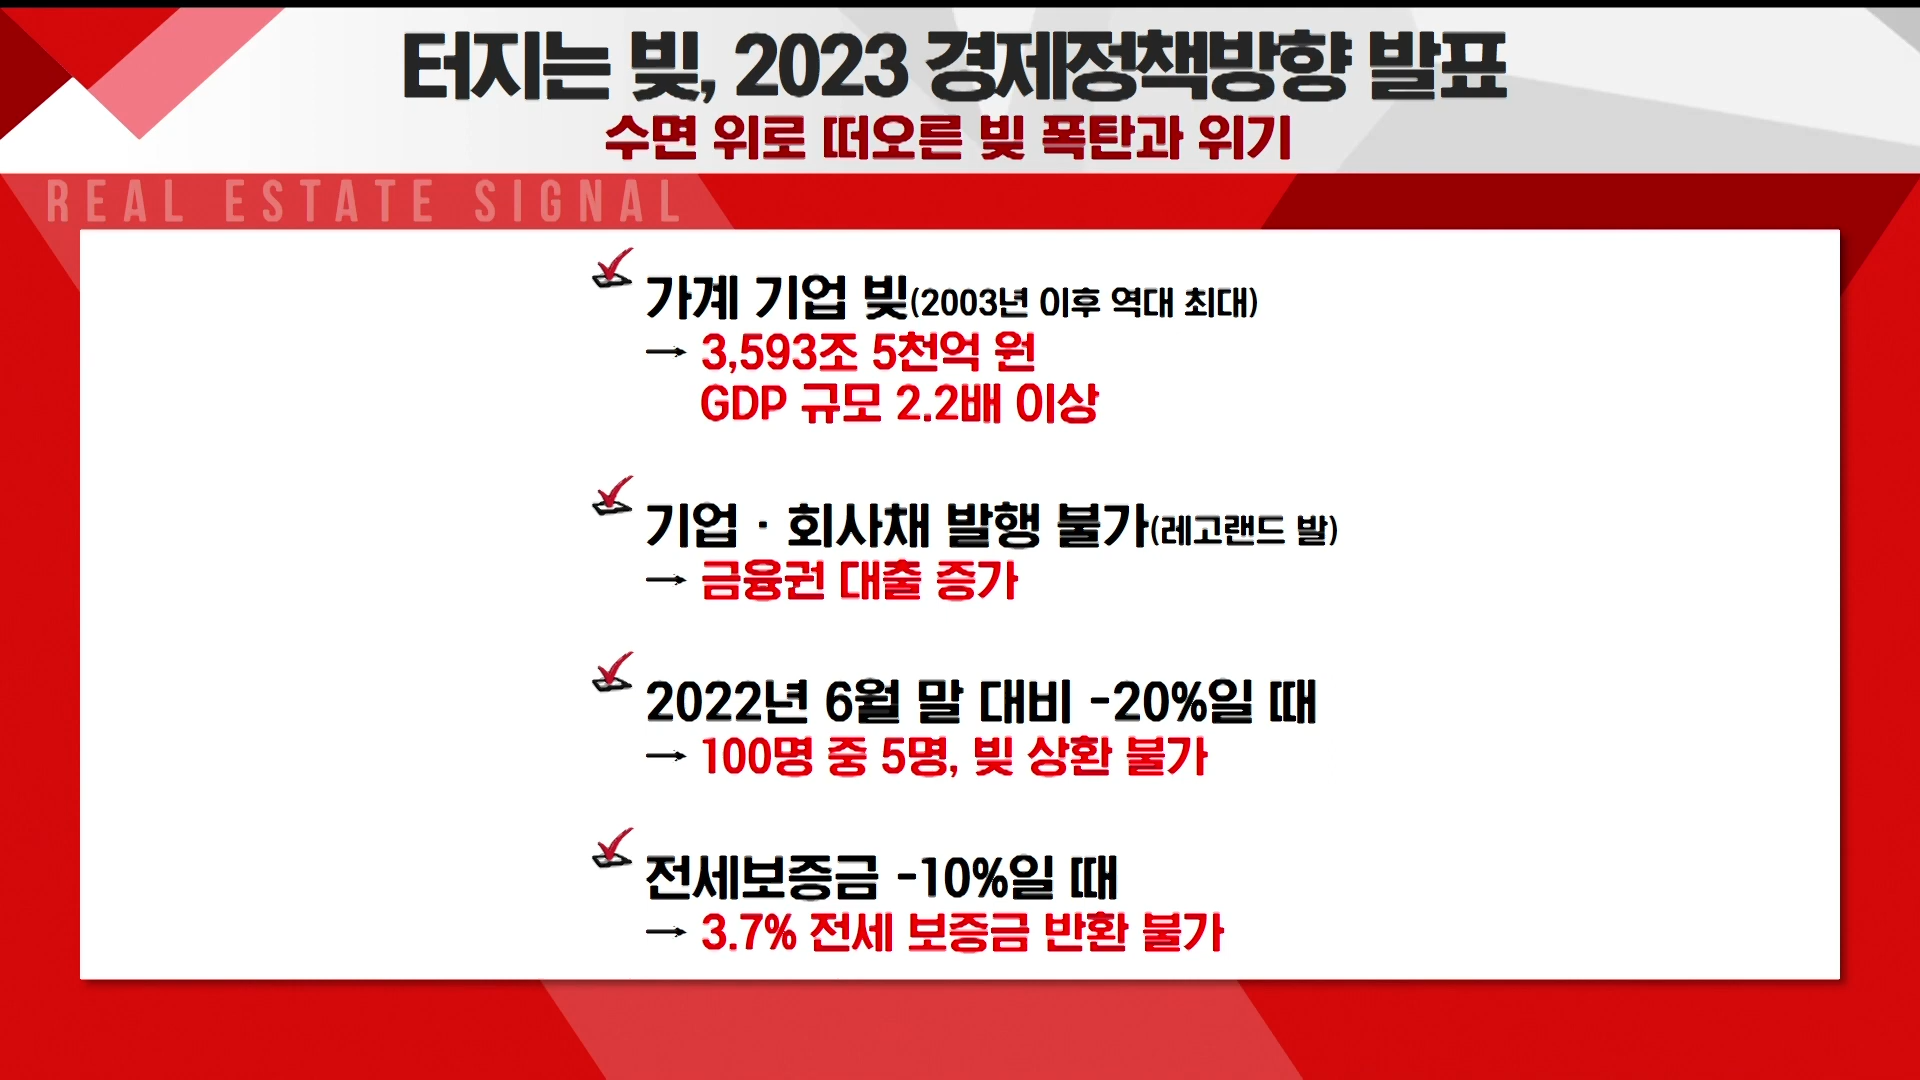 터지는 빚, 2023 경제정책방향 발표
수면 위로 떠오른 빚 폭탄과 위기
REAL ESTATE SIGNAL
가계 기업 빚(2003년 이후 역대 최대)
→ 3,593조 5천억 원
GDP 규모 2.2배 이상
기업 · 회사채 발행 불가(레고랜드 발)
→ 금융권 대출 증가
2022년 6월 말 대비 -20%일 때
→ 100명 중 5명, 빚 상환 불가
전세보증금 -10%일 때
→ 3.7% 전세 보증금 반환 불가